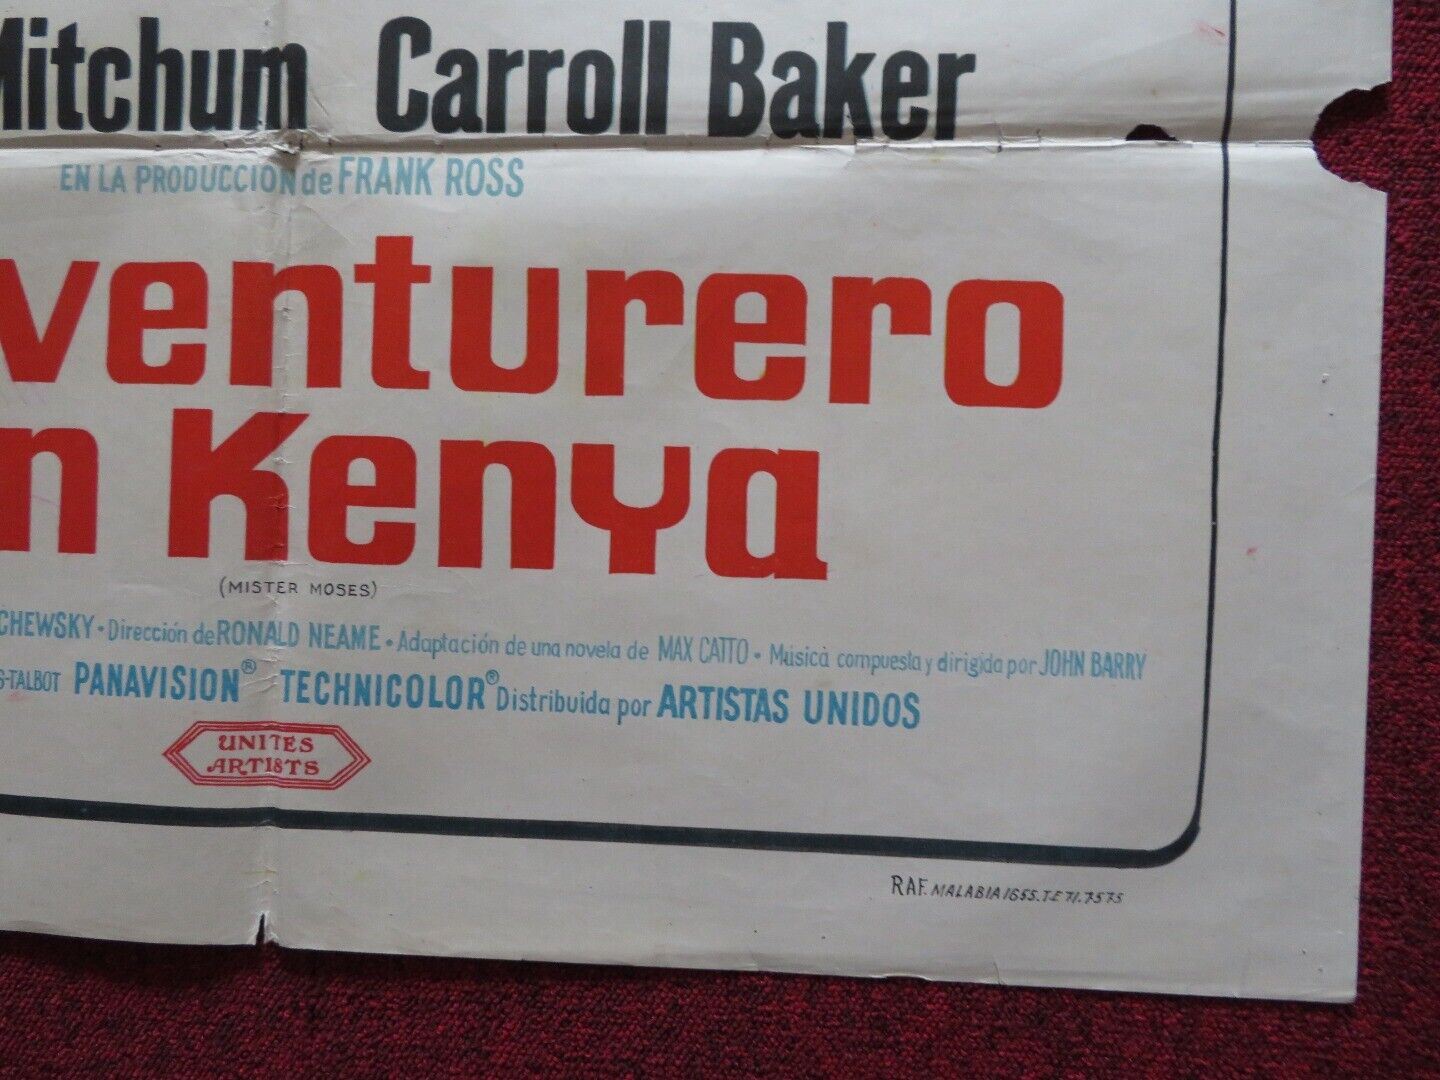 Mitchum Carroll Baker
EN LA PRODUCCION de FRANK ROSS
venturero
n Kenya
(MISTER MOSES)
CHEWSKY • Dirección de RONALD NEAME • Adaptación de una novela de MAX CATTO • Música compuesta y dirigida por JOHN BARRY
S-TALBOT PANAVISION® TECHNICOLOR® Distribuida por ARTISTAS UNIDOS
UNITES
ARTISTS
RAF. MALABIA 1655. T.E 71.7575